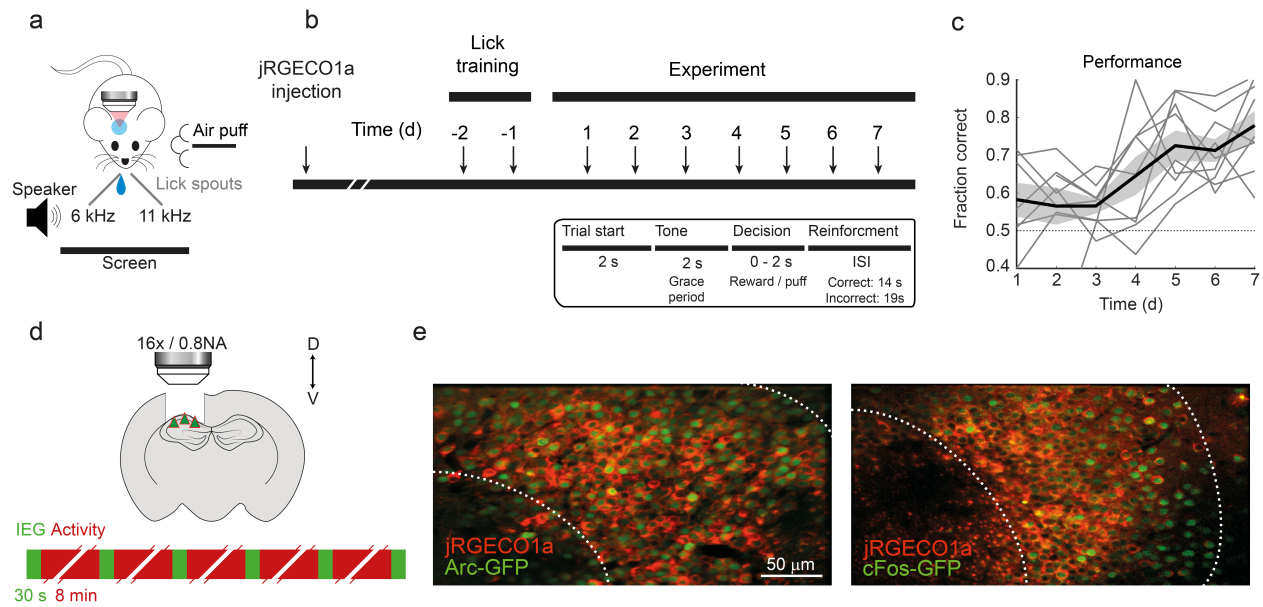 a
Air puff
Lick spouts
Speaker
6 kHz
11 kHz
Screen
b
jRGECO1a
injection
Lick
training
Experiment
Time (d)
-2
-1
1
2
3
4
5
6
7
Trial start
Tone
Decision
Reinforcment
2 s
2 s
0 - 2 s
ISI
Grace
period
Reward / puff
Correct: 14 s
Incorrect: 19s
c
Performance
Fraction correct
0.9
0.8
0.7
0.6
0.5
0.4
1
2
3
4
5
6
7
Time (d)
d
16x / 0.8NA
D
V
IEG Activity
30 s 8 min
e
jRGECO1a
Arc-GFP
50 µm
jRGECO1a
cFos-GFP